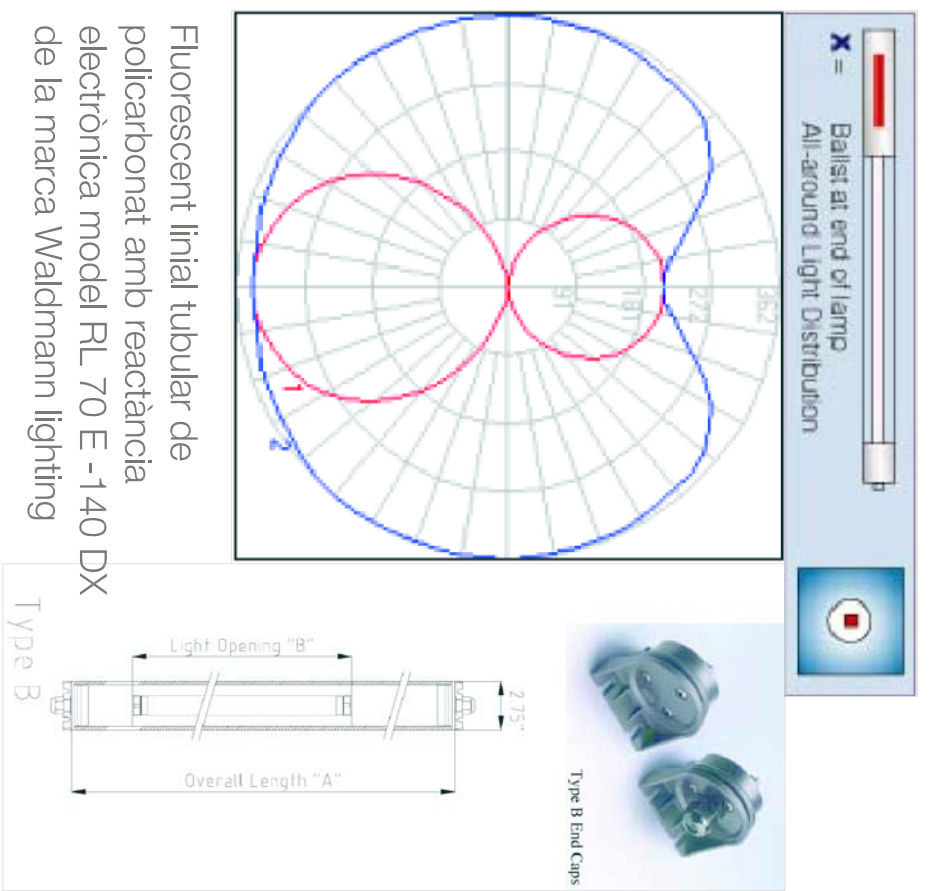 X =
Ballst at end of lamp
All-around Light Distribution
91
181
272
362
1
2
Fluorescent linial tubular de
policarbonat amb reactància
electrònica model RL 70 E -140 DX
de la marca Waldmann lighting
Type B End Caps
2.75"
Light Opening "B"
Overall Length "A"
Type B